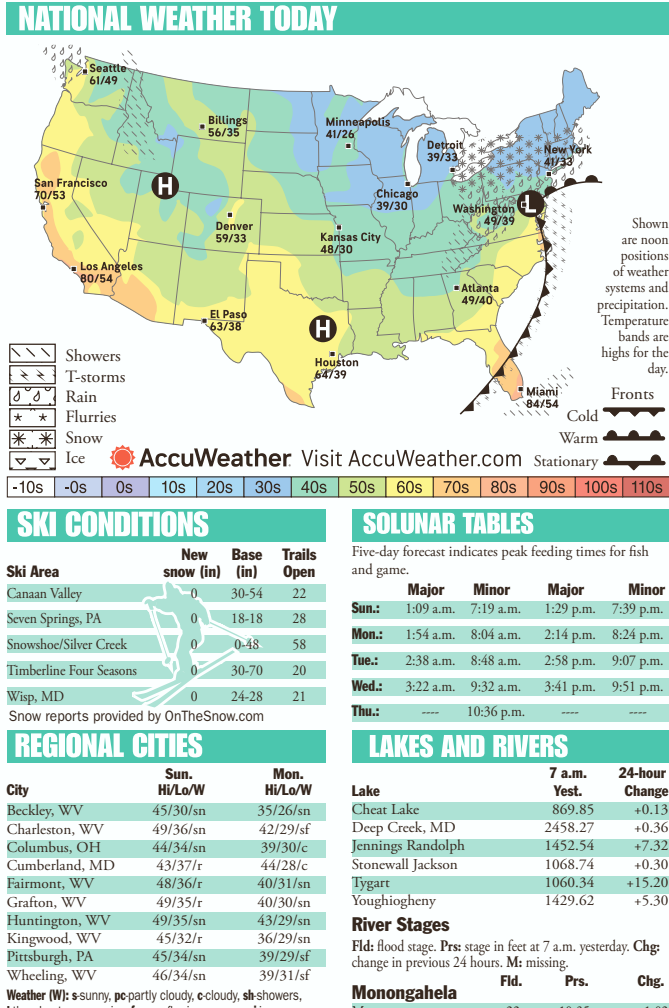 NATIONAL WEATHER TODAY
Seattle
61/49
Billings
56/35
Minneapolis
41/26
Detroit
39/33
New York
41/33
San Francisco
70/53
Chicago
39/30
Washington
49/39
H
L
Denver
59/33
Kansas City
48/30
Los Angeles
80/54
Atlanta
49/40
El Paso
63/38
H
Houston
64/39
Miami
84/54
Shown
are noon
positions
of weather
systems and
precipitation.
Temperature
bands are
highs for the
day.
Showers
T-storms
Rain
Flurries
Snow
Ice
Fronts
Cold
Warm
Stationary
AccuWeather Visit AccuWeather.com
-10s -0s 0s 10s 20s 30s 40s 50s 60s 70s 80s 90s 100s 110s
SKI CONDITIONS
New Base Trails
Ski Area snow (in) (in) Open
Canaan Valley 0 30-54 22
Seven Springs, PA 0 18-18 28
Snowshoe/Silver Creek 0 0-48 58
Timberline Four Seasons 0 30-70 20
Wisp, MD 0 24-28 21
Snow reports provided by OnTheSnow.com
SOLUNAR TABLES
Five-day forecast indicates peak feeding times for fish
and game.
Major Minor Major Minor
Sun.: 1:09 a.m. 7:19 a.m. 1:29 p.m. 7:39 p.m.
Mon.: 1:54 a.m. 8:04 a.m. 2:14 p.m. 8:24 p.m.
Tue.: 2:38 a.m. 8:48 a.m. 2:58 p.m. 9:07 p.m.
Wed.: 3:22 a.m. 9:32 a.m. 3:41 p.m. 9:51 p.m.
Thu.: ---- 10:36 p.m. ---- ----
REGIONAL CITIES
Sun. Mon.
City Hi/Lo/W Hi/Lo/W
Beckley, WV 45/30/sn 35/26/sn
Charleston, WV 49/36/sn 42/29/sf
Columbus, OH 44/34/sn 39/30/c
Cumberland, MD 43/37/r 44/28/c
Fairmont, WV 48/36/r 40/31/sn
Grafton, WV 49/35/r 40/30/sn
Huntington, WV 49/35/sn 43/29/sn
Kingwood, WV 45/32/r 36/29/sn
Pittsburgh, PA 45/34/sn 39/29/sf
Wheeling, WV 46/34/sn 39/31/sf
Weather (W): s-sunny, pc-partly cloudy, c-cloudy, sh-showers,
LAKES AND RIVERS
7 a.m. 24-hour
Lake Yest. Change
Cheat Lake 869.85 +0.13
Deep Creek, MD 2458.27 +0.36
Jennings Randolph 1452.54 +7.32
Stonewall Jackson 1068.74 +0.30
Tygart 1060.34 +15.20
Youghiogheny 1429.62 +5.30
River Stages
Fld: flood stage. Prs: stage in feet at 7 a.m. yesterday. Chg:
change in previous 24 hours. M: missing.
Fld. Prs. Chg.
Monongahela